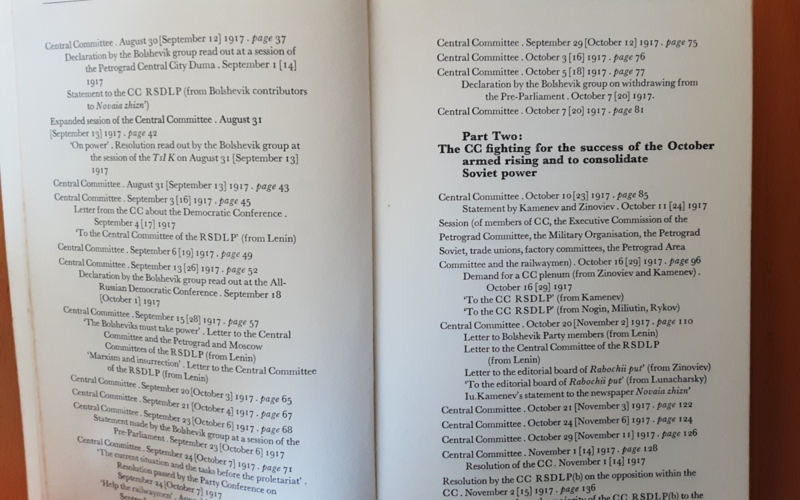 Central Committee . August 30 [September 12] 1917 . page 37
Declaration by the Bolshevik group read out at a session of
the Petrograd Central City Duma . September 1 [14]
1917
Statement to the CC RSDLP (from Bolshevik contributors
to Novaia zhizn')
Expanded session of the Central Committee . August 31
[September 13] 1917 . page 42
'On power' . Resolution read out by the Bolshevik group at
the session of the TsI K on August 31 [September 13]
1917
Central Committee . August 31 [September 13] 1917 . page 43
Central Committee . September 3 [16] 1917 . page 45
Letter from the CC about the Democratic Conference .
September 4 [17] 1917
'To the Central Committee of the RSDLP' (from Lenin)
Central Committee . September 6 [19] 1917 . page 49
Central Committee . September 13 [26] 1917 . page 52
Declaration by the Bolshevik group read out at the All-
Russian Democratic Conference . September 18
[October 1] 1917
Central Committee . September 15 [28] 1917 . page 57
'The Bolsheviks must take power' . Letter to the Central
Committee and the Petrograd and Moscow
Committees of the RSDLP (from Lenin)
'Marxism and insurrection' . Letter to the Central Committee
of the RSDLP (from Lenin)
Central Committee . September 20 [October 3] 1917 . page 65
Central Committee . September 21 [October 4] 1917 . page 67
Central Committee . September 23 [October 6] 1917 . page 68
Statement made by the Bolshevik group at a session of the
Pre-Parliament . September 23 [October 6] 1917
Central Committee . September 24 [October 7] 1917 . page 71
'The current situation and the tasks before the proletariat' .
Resolution passed by the Party Conference on
September 24 [October 7] 1917
'Help the railwaymen' .
Central Committee . September 29 [October 12] 1917 . page 75
Central Committee . October 3 [16] 1917 . page 76
Central Committee . October 5 [18] 1917 . page 77
Declaration by the Bolshevik group on withdrawing from
the Pre-Parliament . October 7 [20] 1917.
Central Committee . October 7 [20] 1917 . page 81
Part Two:
The CC fighting for the success of the October
armed rising and to consolidate
Soviet power
Central Committee . October 10 [23] 1917 . page 85
Statement by Kamenev and Zinoviev . October 11 [24] 1917
Session (of members of CC, the Executive Commission of the
Petrograd Committee, the Military Organisation, the Petrograd
Soviet, trade unions, factory committees, the Petrograd Area
Committee and the railwaymen) . October 16 [29] 1917 . page 96
Demand for a CC plenum (from Zinoviev and Kamenev) .
October 16 [29] 1917
'To the CC RSDLP' (from Kamenev)
'To the CC RSDLP' (from Nogin, Miliutin, Rykov)
Central Committee . October 20 [November 2] 1917 . page 110
Letter to Bolshevik Party members (from Lenin)
Letter to the Central Committee of the RSDLP
(from Lenin)
Letter to the editorial board of Rabochii put' (from Zinoviev)
'To the editorial board of Rabochii put' (from Lunacharsky)
Iu.Kamenev's statement to the newspaper Novaia zhizn'
Central Committee . October 21 [November 3] 1917 . page 122
Central Committee . October 24 [November 6] 1917 . page 124
Central Committee . October 29 [November 11] 1917 . page 126
Central Committee . November 1 [14] 1917 . page 128
Resolution of the CC . November 1 [14] 1917
Resolution by the CC RSDLP(b) on the opposition within the
CC . November 2 [15] 1917 . page 136
of the CC RSDLP(b) to the